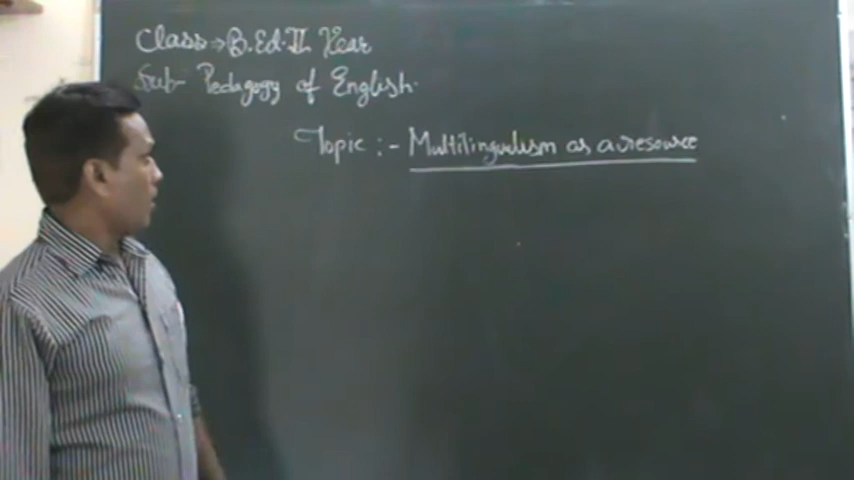 Class → B.Ed. II Year
Sub- Pedagogy of English.
Topic :- Multilingualism as a resource